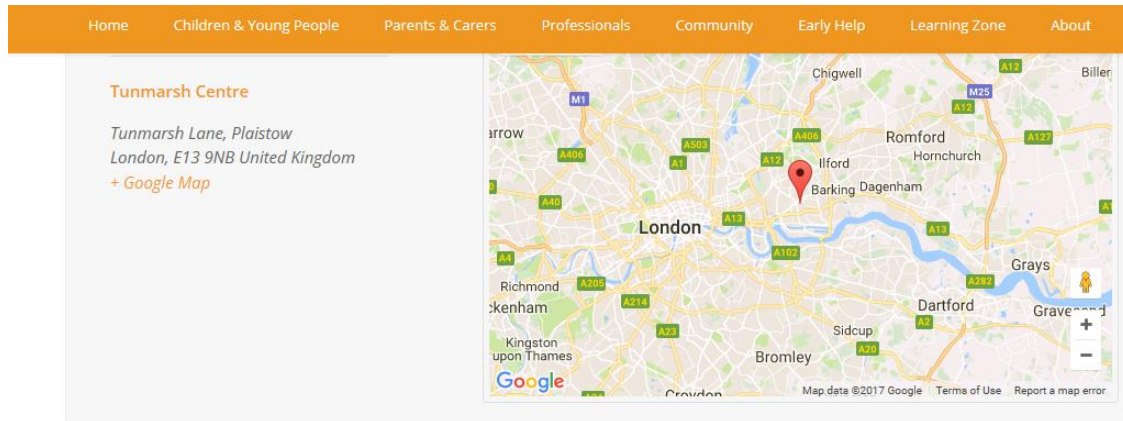 Home Children & Young People Parents & Carers Professionals Community Early Help Learning Zone About
Tunmarsh Centre
Tunmarsh Lane, Plaistow
London, E13 9NB United Kingdom
+ Google Map
A12
Chigwell
Biller
M25
M1
A12
arrow
A406
Romford
A127
A503
A406
A1
A12
Ilford
Hornchurch
Barking
Dagenham
A40
London
A13
A13
A102
A4
Grays
Richmond
A205
A282
ckenham
A214
Dartford
Gravesend
A23
Sidcup
A2
+
Kingston
upon Thames
Bromley
A20
−
Google
Croydon
Map data ©2017 Google Terms of Use Report a map error